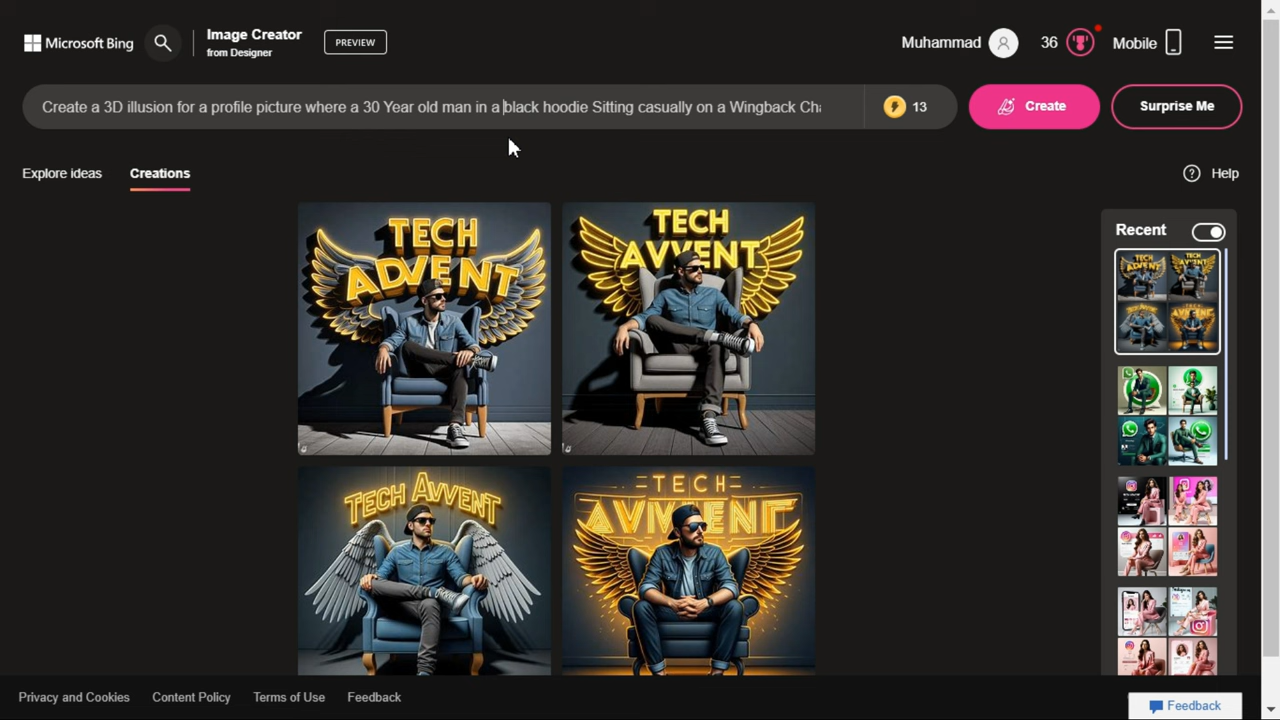 Microsoft Bing
Image Creator
from Designer
PREVIEW
Muhammad
36
Mobile
Create a 3D illusion for a profile picture where a 30 Year old man in a black hoodie Sitting casually on a Wingback Cha
13
Create
Surprise Me
Explore ideas
Creations
Help
Recent
TECH
ADVENT
TECH
AVVENT
TECH AVVENT
TECH
Privacy and Cookies
Content Policy
Terms of Use
Feedback
Feedback